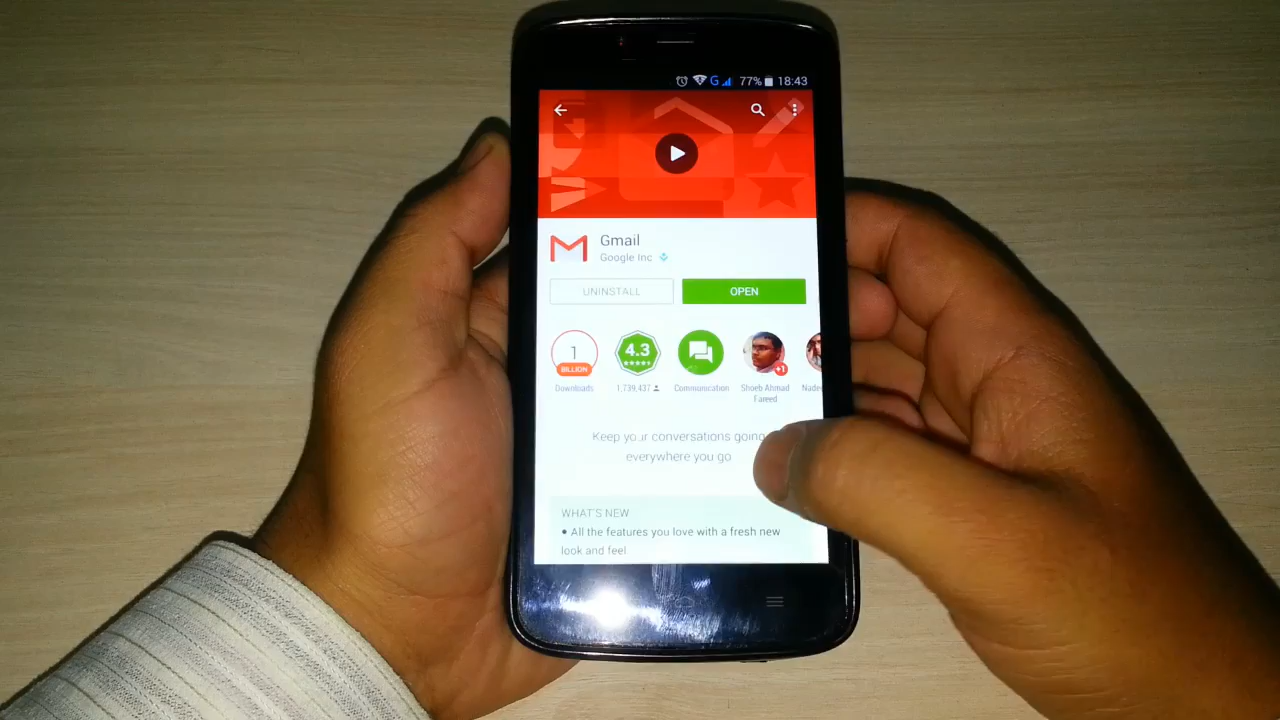 G 77% 18:43
Gmail
Google Inc
UNINSTALL
OPEN
1
BILLION
Downloads
4.3
1,739,437
Communication
+1
Shoeb Ahmad
Fareed
Keep your conversations going
everywhere you go
WHAT'S NEW
• All the features you love with a fresh new
look and feel